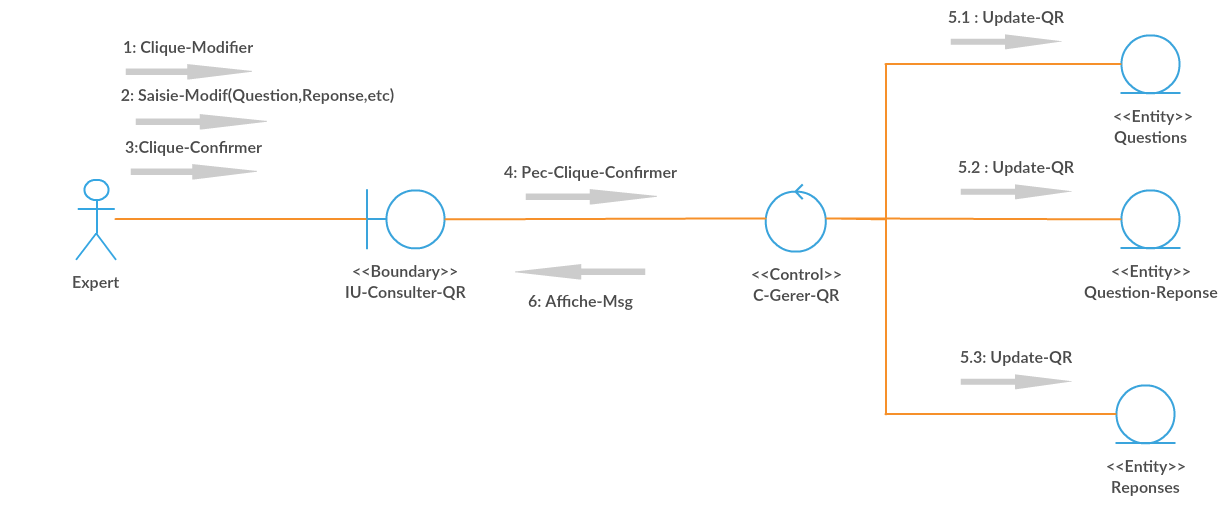 5.1 : Update-QR
1: Clique-Modifier
2: Saisie-Modif(Question,Reponse,etc)
3:Clique-Confirmer
<<Entity>>
Questions
4: Pec-Clique-Confirmer
5.2 : Update-QR
Expert
<<Boundary>>
IU-Consulter-QR
6: Affiche-Msg
<<Control>>
C-Gerer-QR
<<Entity>>
Question-Reponse
5.3: Update-QR
<<Entity>>
Reponses